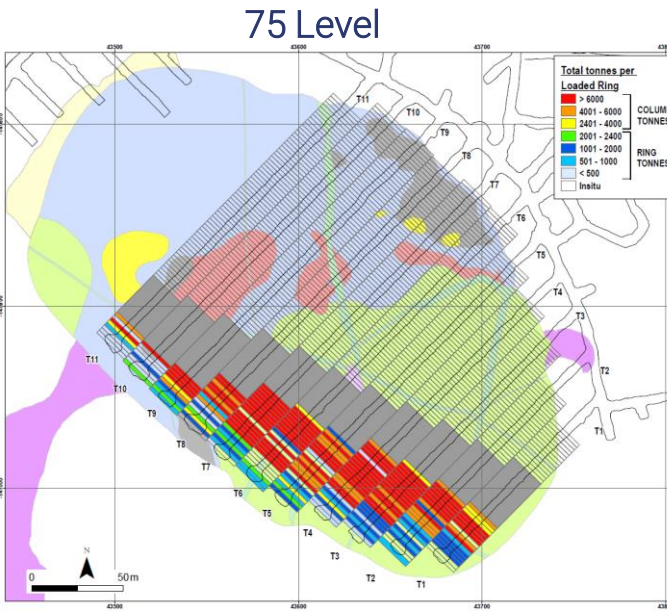 75 Level
43500
43600
43700
Total tonnes per
Loaded Ring
> 6000
4001 - 6000
2401 - 4000
2001 - 2400
1001 - 2000
501 - 1000
< 500
Insitu
COLUM
TONNES
RING
TONNES
T11
T10
T9
T8
T7
T6
T5
T4
T3
T2
T1
T11
T10
T9
T8
T7
T6
T5
T4
T3
T2
T1
N
0
50m
43500
43600
43700